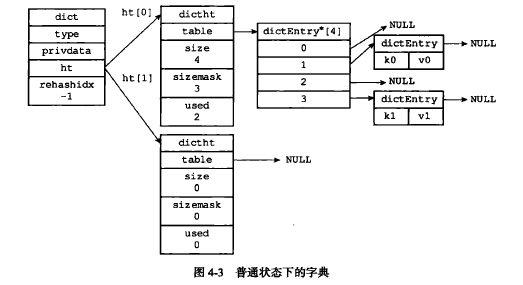 dict
type
privdata
ht
rehashidx
-1
ht[0]
ht[1]
dictht
table
size
4
sizemask
3
used
2
dictEntry*[4]
0
1
2
3
NULL
dictEntry
k0 v0
NULL
NULL
dictEntry
k1 v1
NULL
dictht
table
size
0
sizemask
0
used
0
NULL
图 4-3 普通状态下的字典